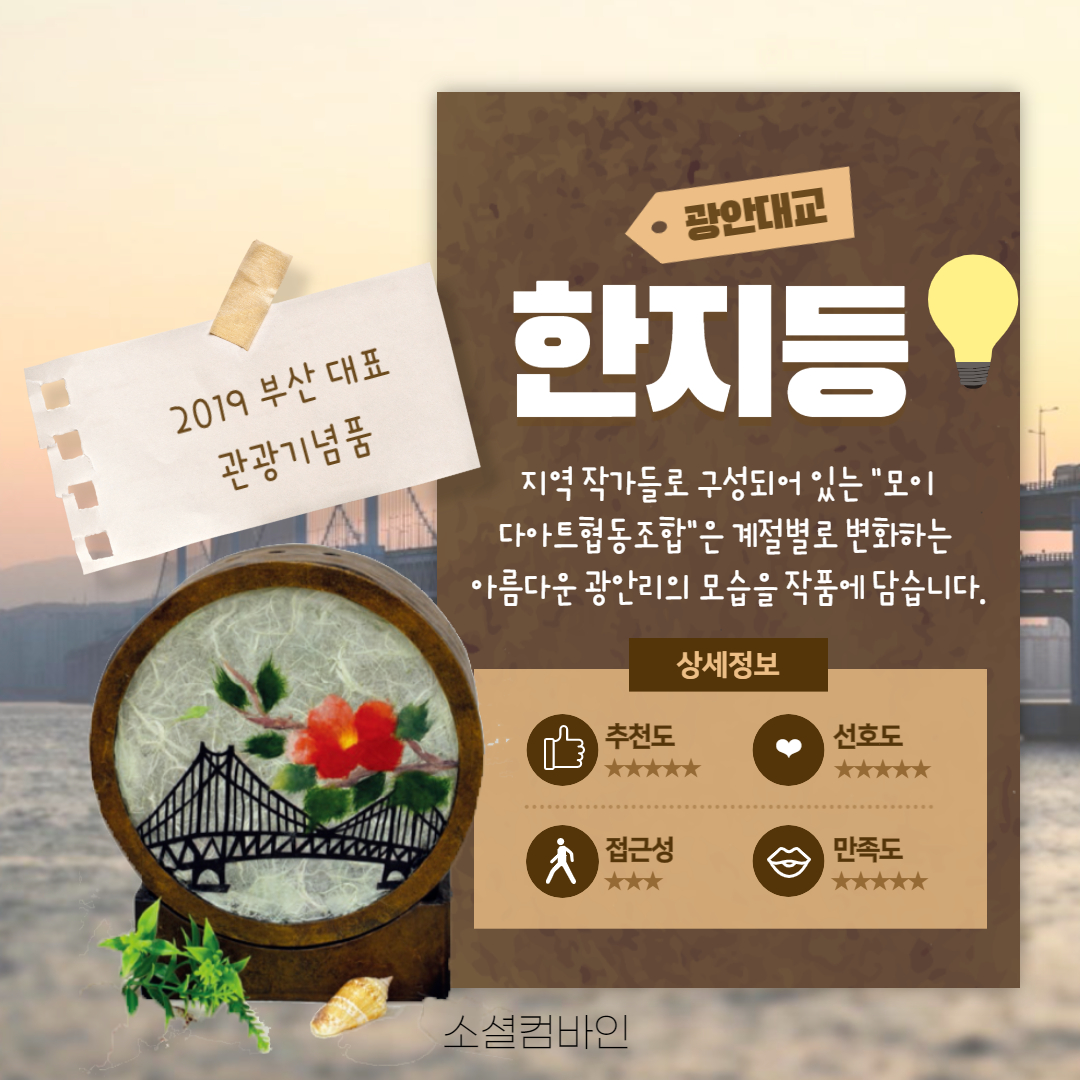 광안대교
한지등
2019 부산 대표
관광기념품
지역 작가들로 구성되어 있는 "모이
다아트협동조합"은 계절별로 변화하는
아름다운 광안리의 모습을 작품에 담습니다.
상세정보
추천도
★★★★★
선호도
★★★★★
접근성
★★★
만족도
★★★★★
소셜컴바인